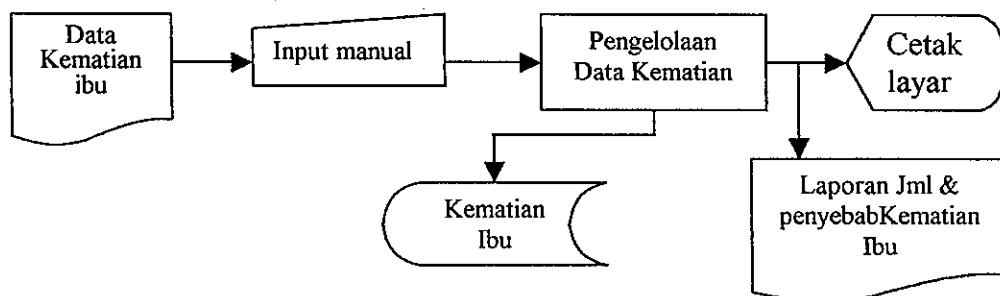 Data
Kematian
ibu
Input manual
Pengelolaan
Data Kematian
Cetak
layar
Kematian
Ibu
Laporan Jml &
penyebabKematian
Ibu